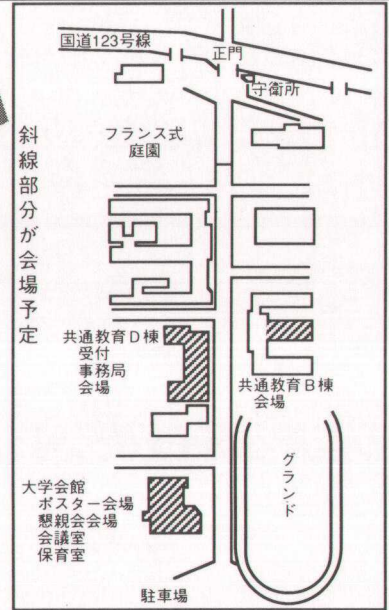 国道123号線
正門
守衛所
フランス式
庭園
斜線部分が会場予定
共通教育D棟
受付
事務局
会場
共通教育B棟
会場
グランド
大学会館
ポスター会場
懇親会会場
会議室
保育室
駐車場